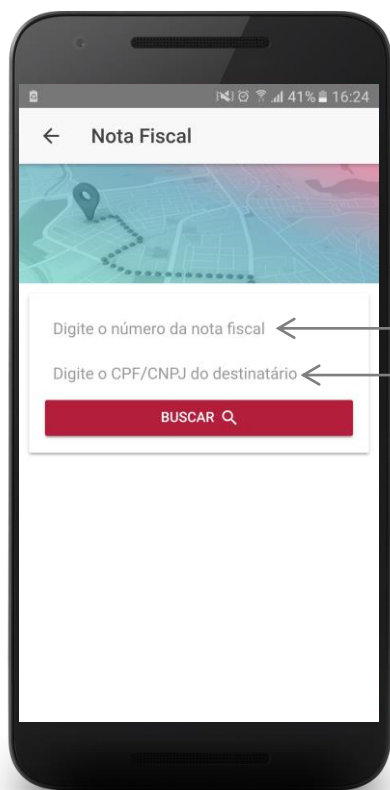 41% 16:24
Nota Fiscal
Digite o número da nota fiscal
Digite o CPF/CNPJ do destinatário
BUSCAR